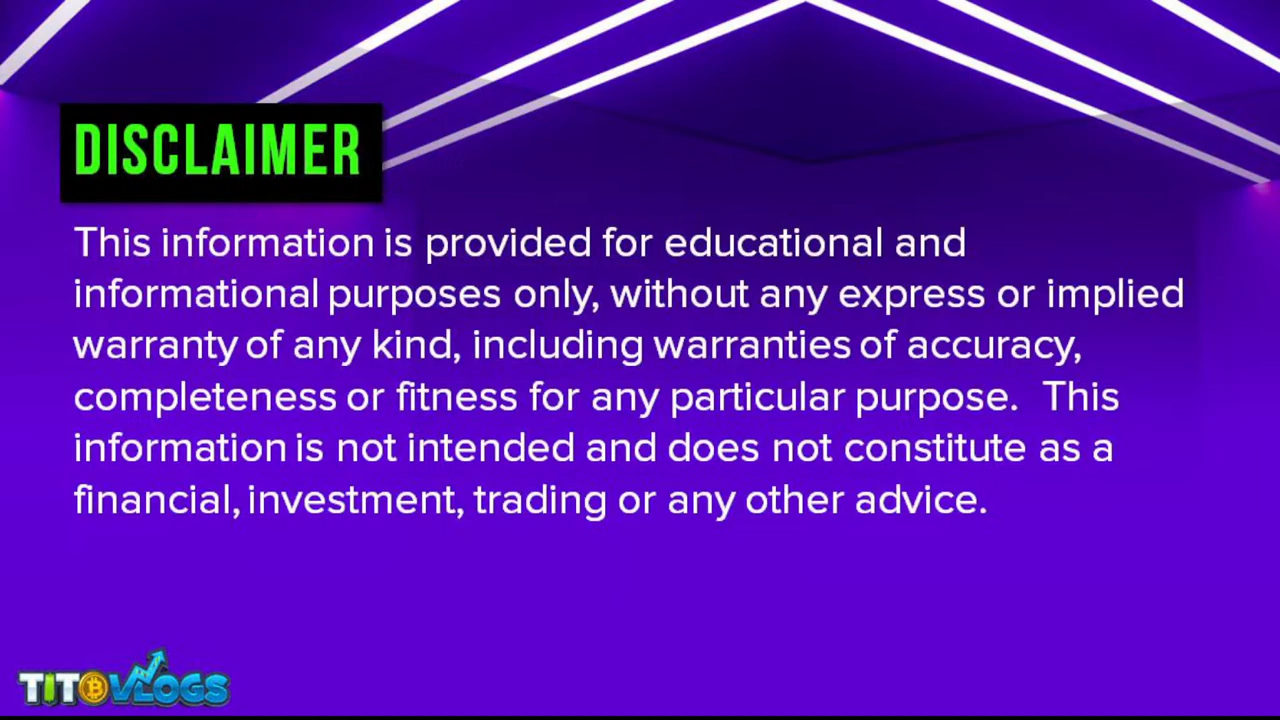 DISCLAIMER
This information is provided for educational and
informational purposes only, without any express or implied
warranty of any kind, including warranties of accuracy,
completeness or fitness for any particular purpose. This
information is not intended and does not constitute as a
financial, investment, trading or any other advice.
TITOVLOGS